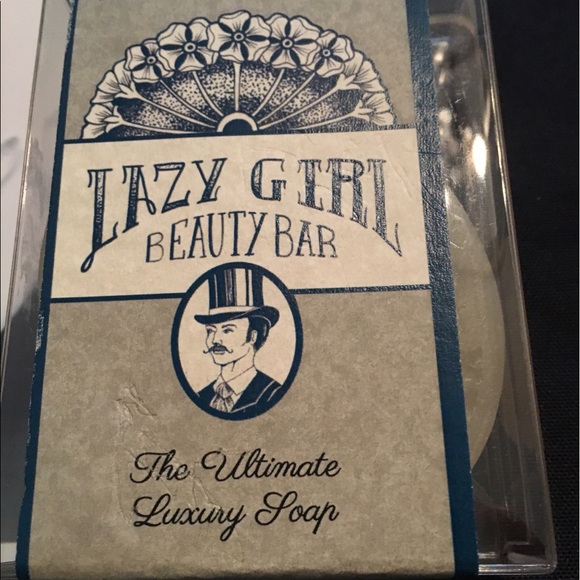 LAZY GIRL
BEAUTY BAR
The Ultimate
Luxury Soap